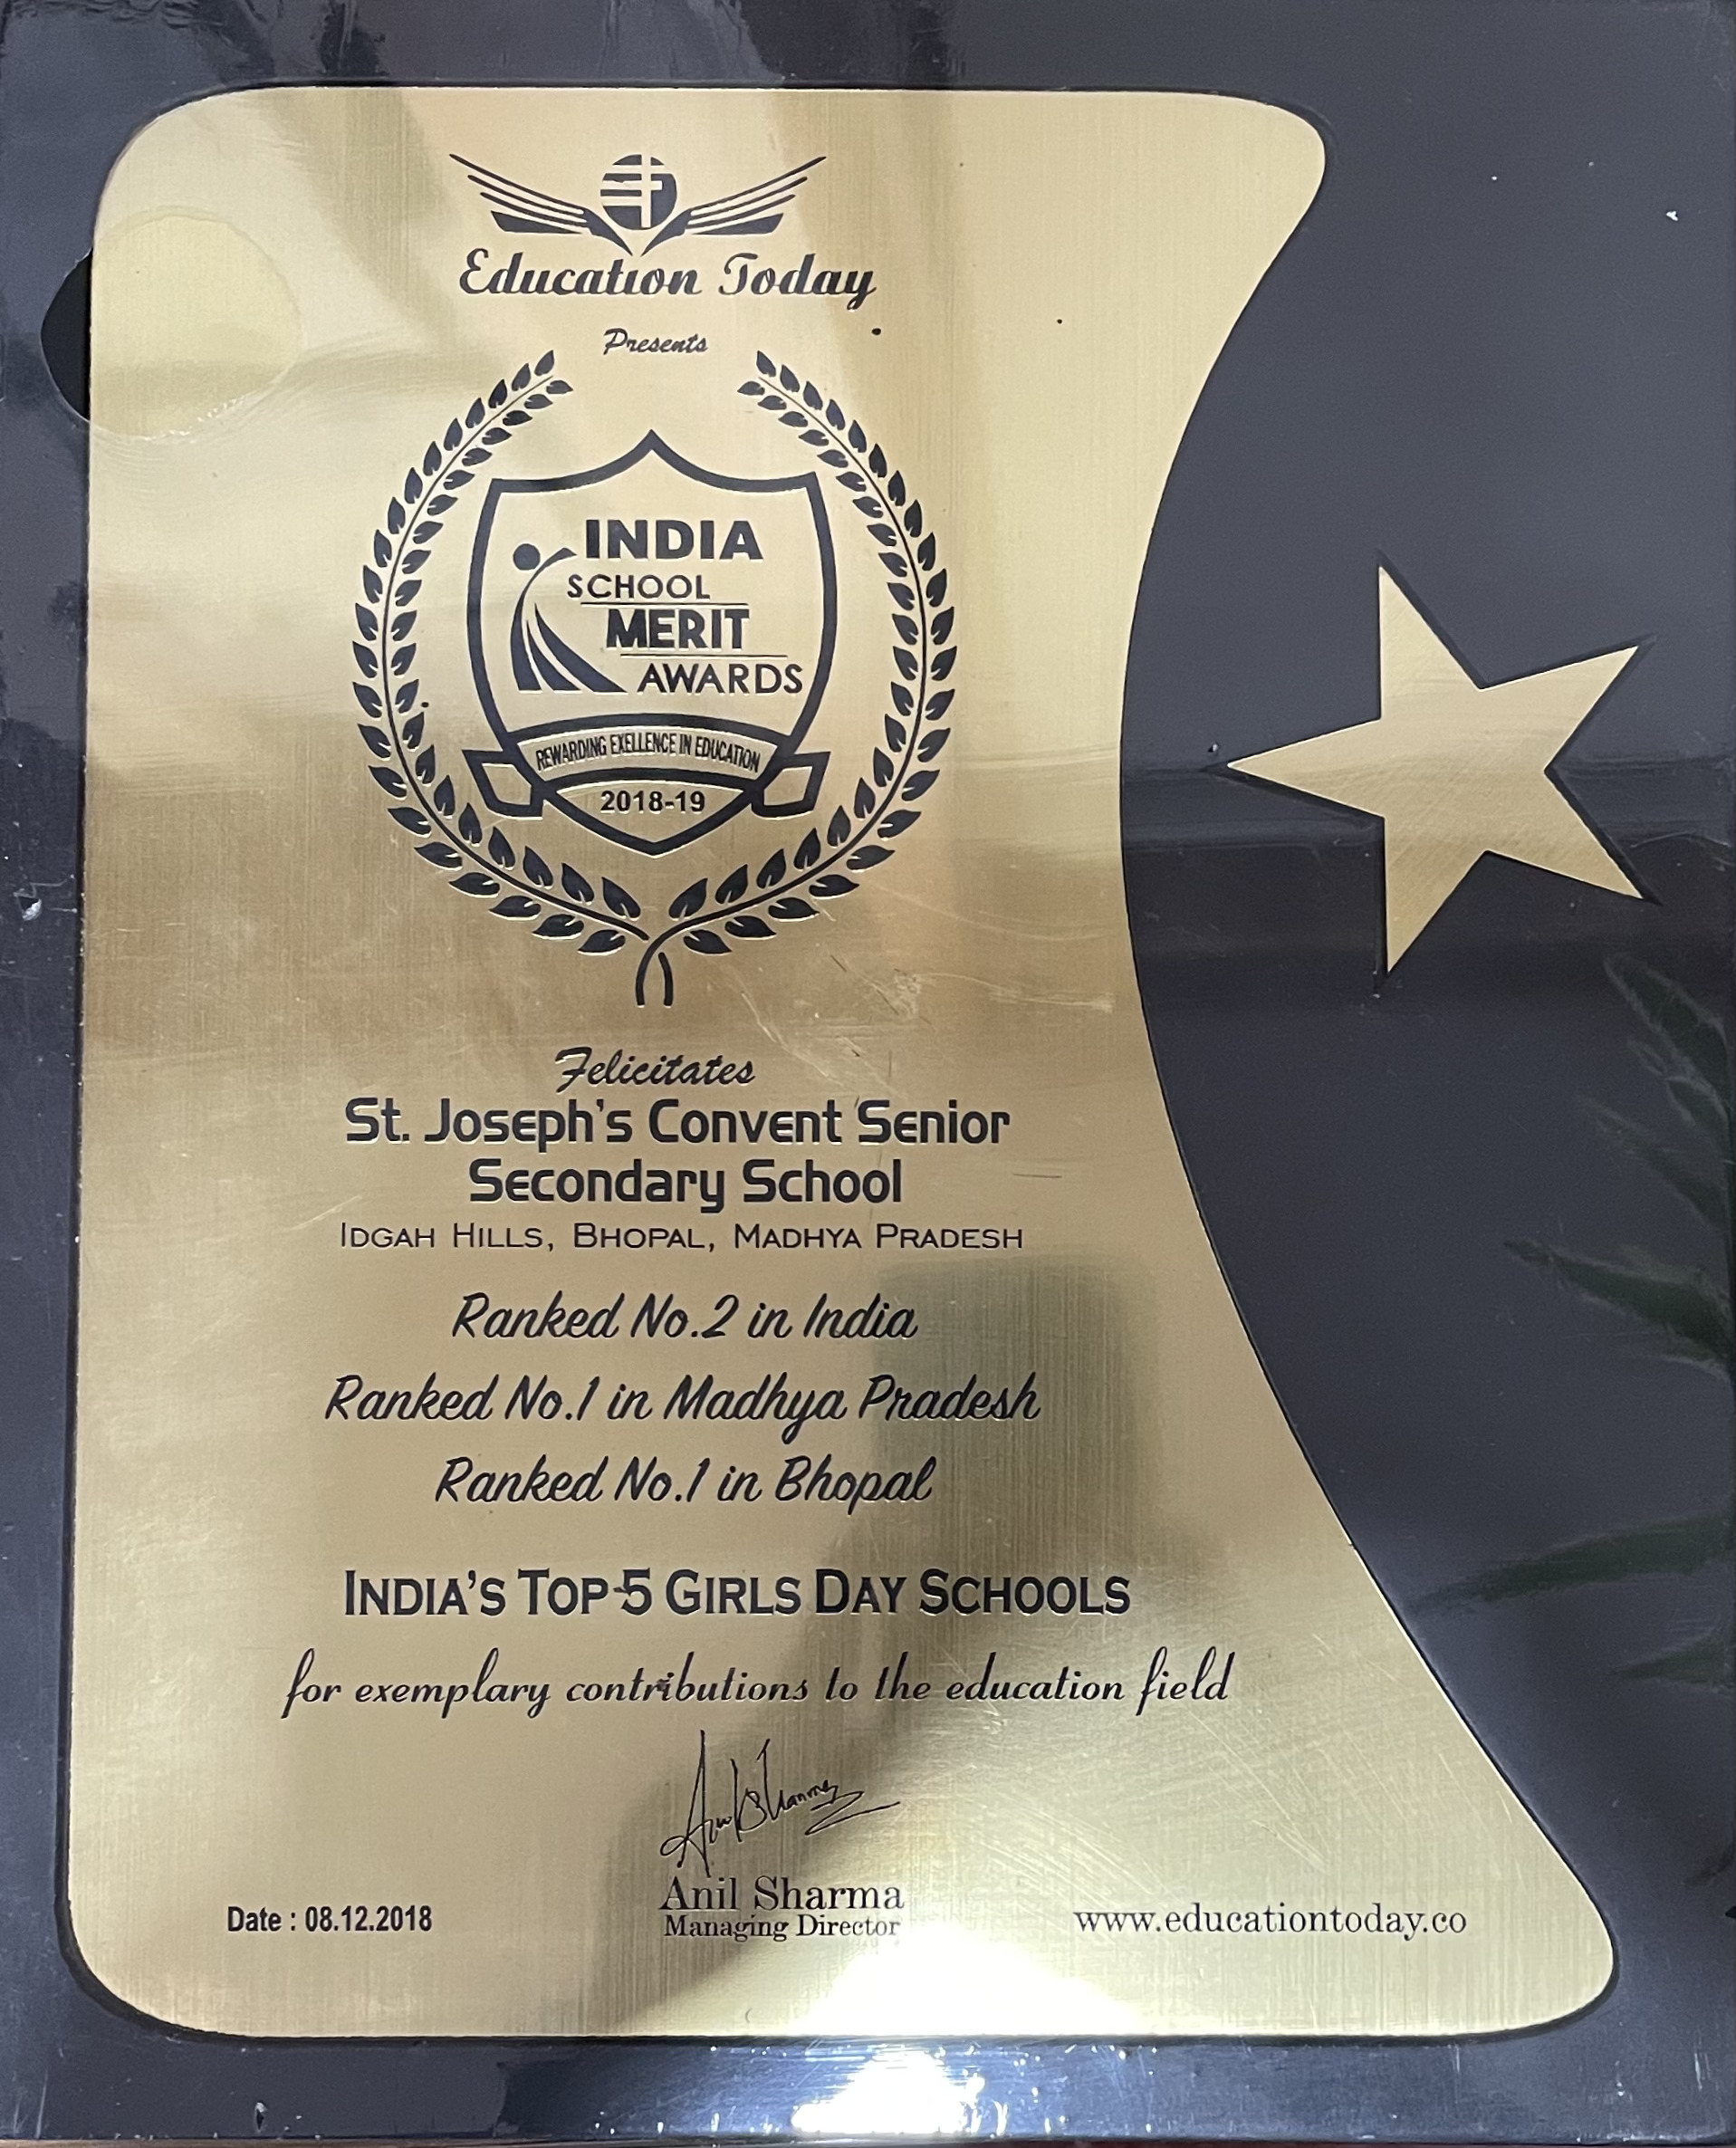 Education Today
Presents
INDIA
SCHOOL
MERIT
AWARDS
REWARDING EXELLENCE IN EDUCATION
2018-19
Felicitates
St. Joseph's Convent Senior
Secondary School
IDGAH HILLS, BHOPAL, MADHYA PRADESH
Ranked No.2 in India
Ranked No.1 in Madhya Pradesh
Ranked No.1 in Bhopal
INDIA'S TOP 5 GIRLS DAY SCHOOLS
for exemplary contributions to the education field
Anil Sharma
Managing Director
Date : 08.12.2018
www.educationtoday.co